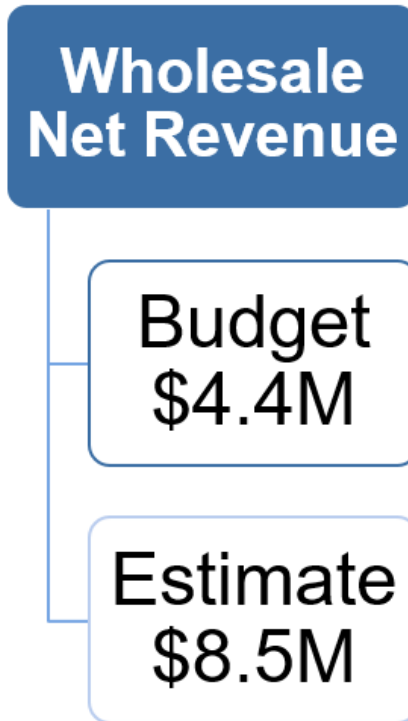 Wholesale
Net Revenue
Budget
$4.4M
Estimate
$8.5M